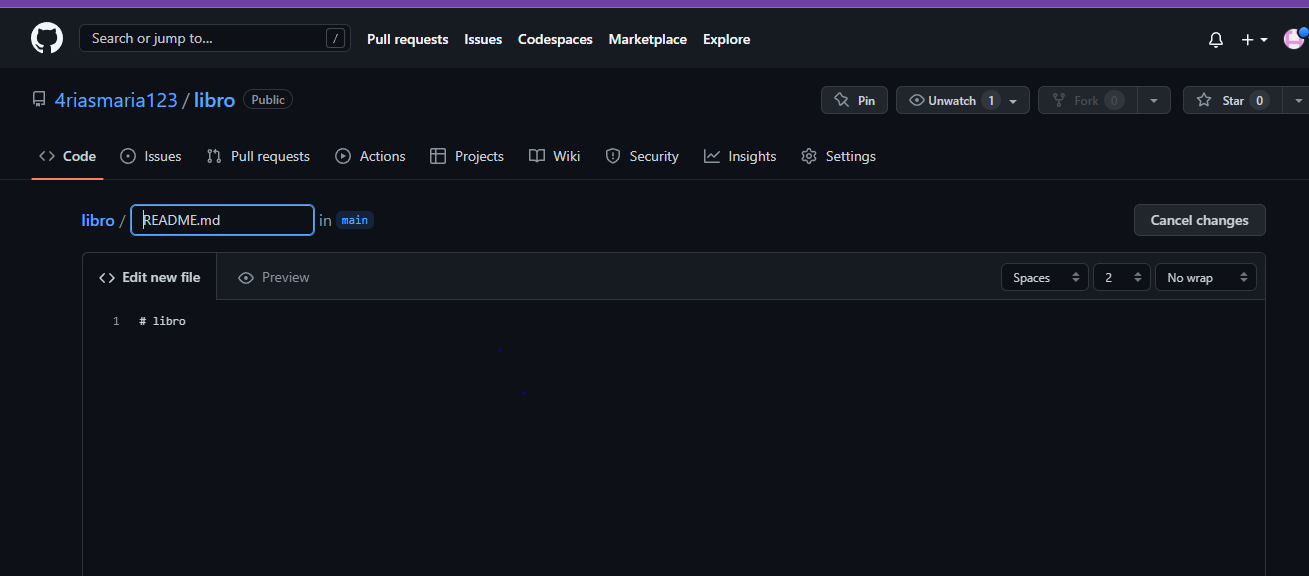 Search or jump to... / Pull requests Issues Codespaces Marketplace Explore
4riasmaria123 / libro Public Pin Unwatch 1 Fork 0 Star 0
Code Issues Pull requests Actions Projects Wiki Security Insights Settings
libro / README.md in main Cancel changes
<> Edit new file Preview Spaces 2 No wrap
1 # libro